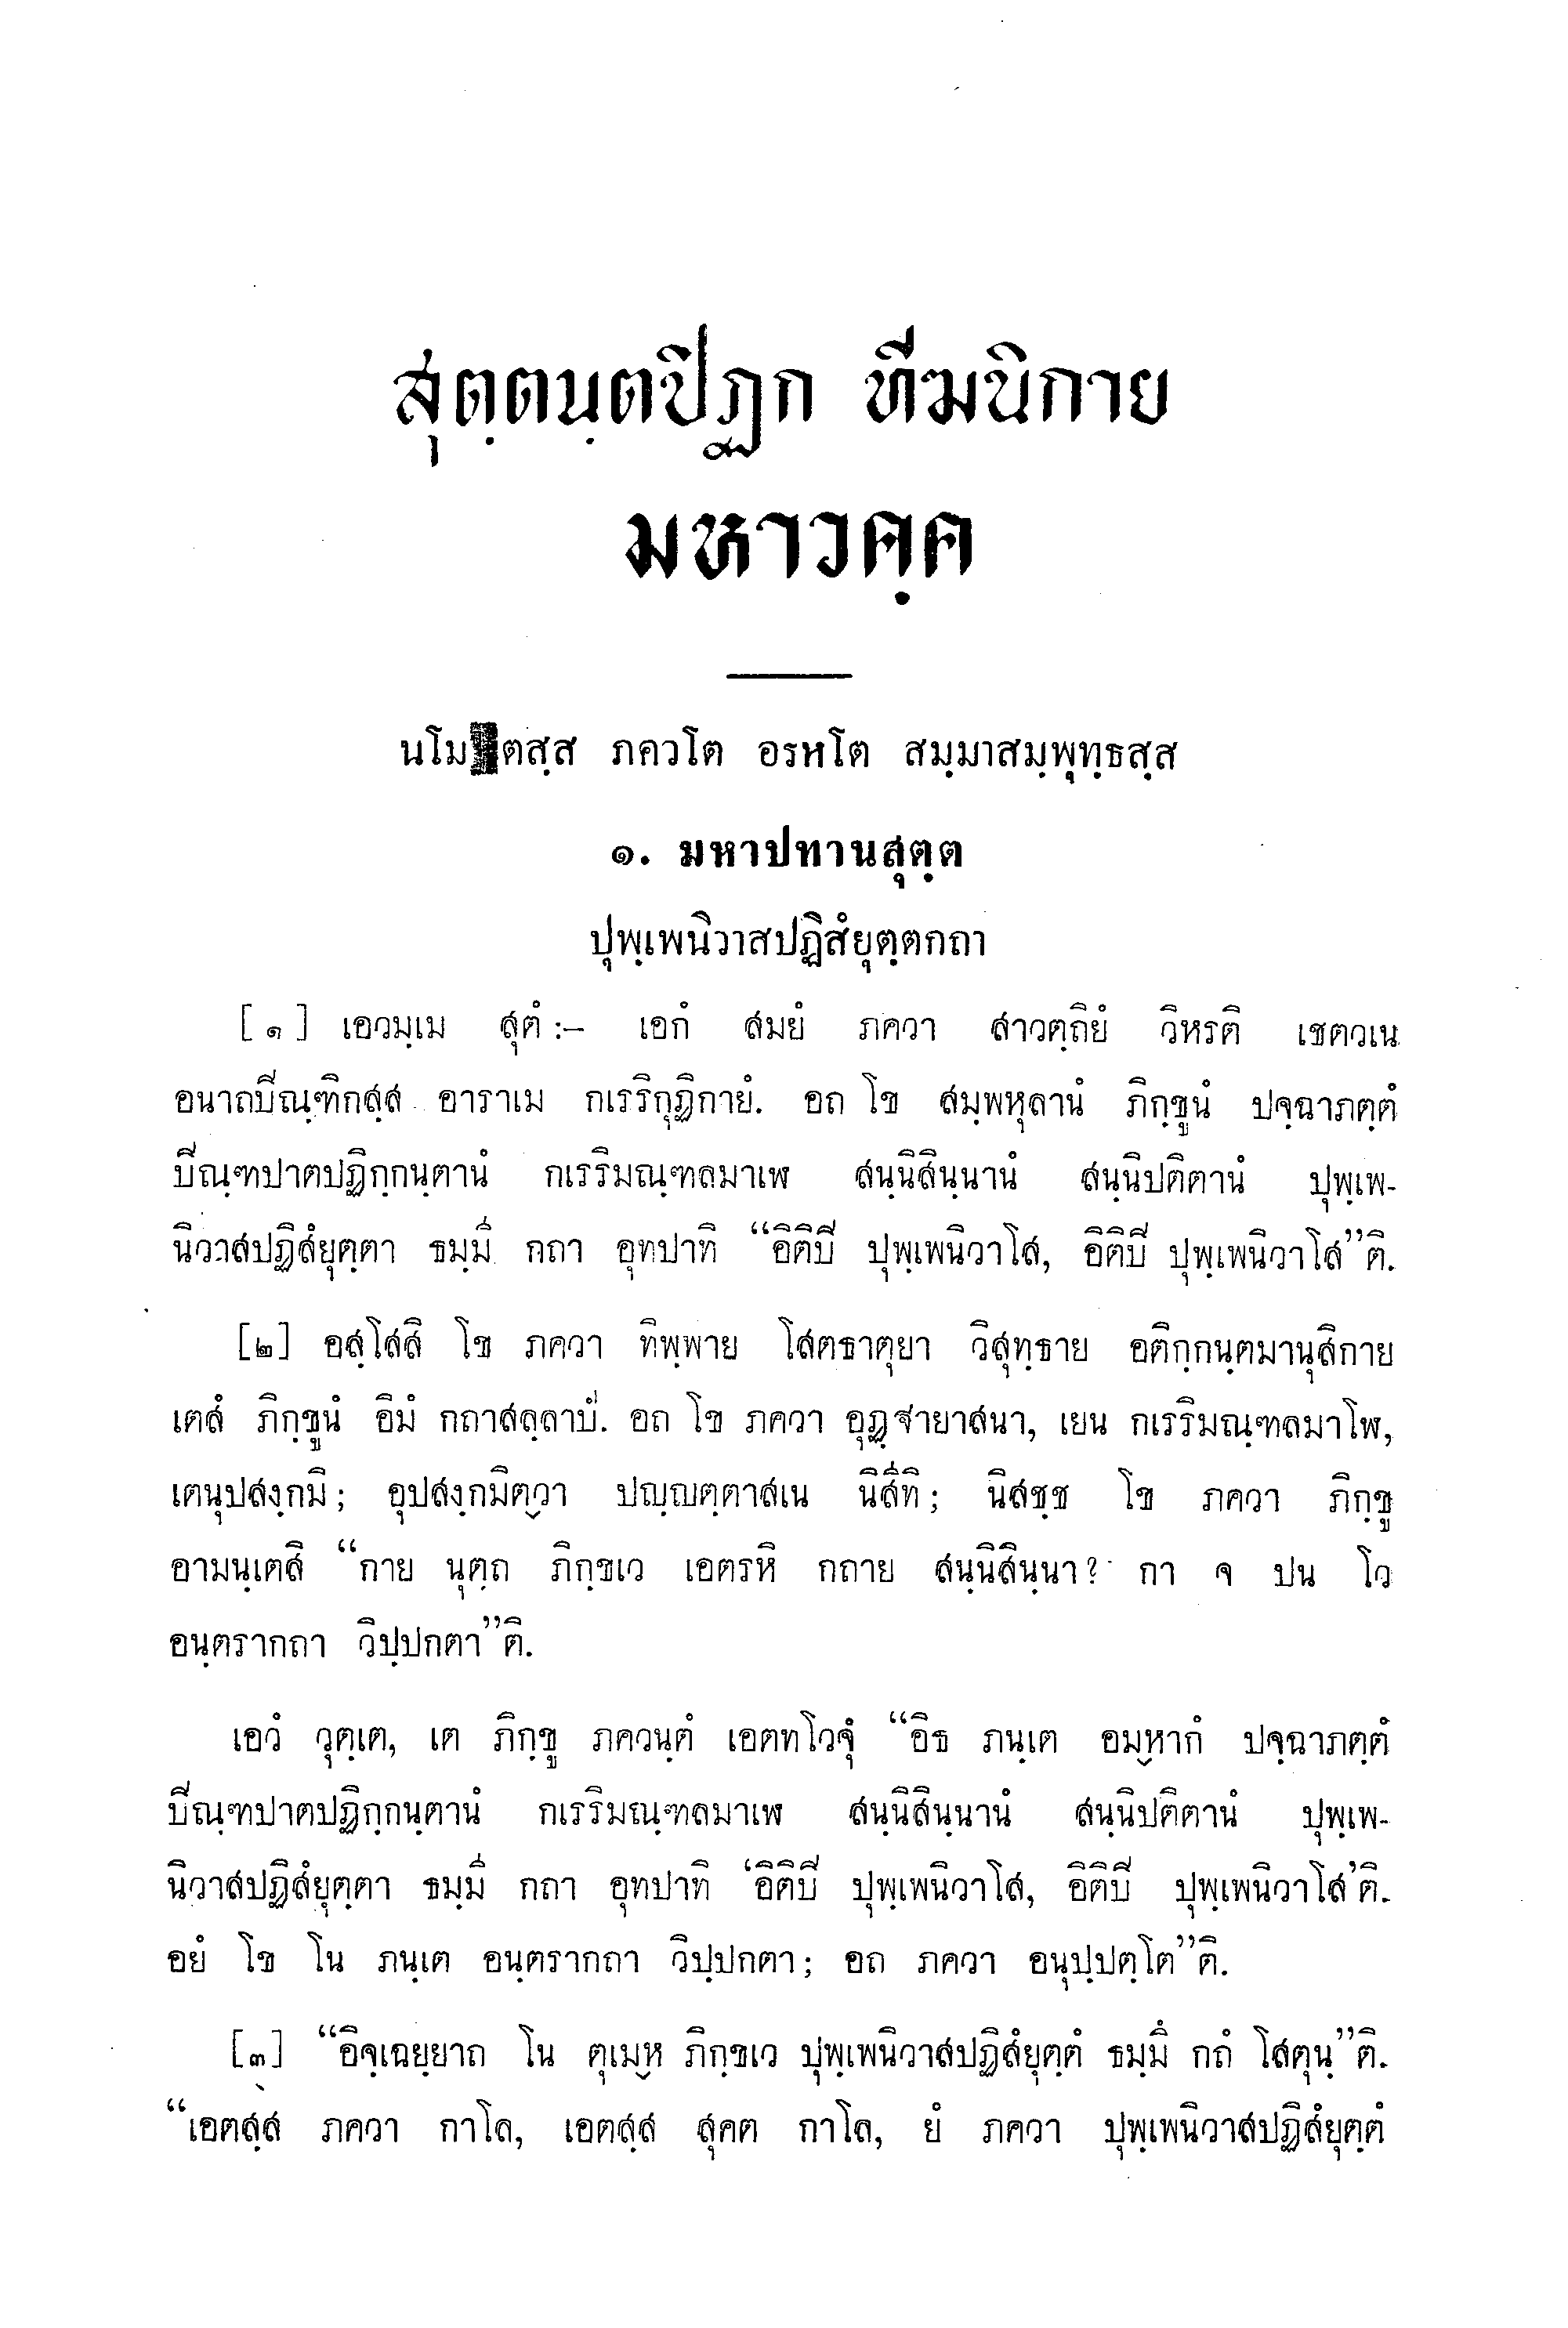 สุตฺตนฺตปิฏก ทีฆนิกาย
มหาวคฺค
นโม ตสฺส ภควโต อรหโต สมฺมาสมฺพุทฺธสฺส
๑. มหาปทานสุตฺต
ปุพฺเพนิวาสปฏิสํยุตฺตกถา
[๑] เอวมฺเม สุตํ :– เอกํ สมยํ ภควา สาวตฺถิยํ วิหรติ เชตวเน
อนาถปิณฺฑิกสฺส อาราเม กเรริกุฏิกายํ. อถ โข สมฺพหุลานํ ภิกฺขูนํ ปจฺฉาภตฺตํ
ปิณฺฑปาตปฏิกฺกนฺตานํ กเรริมณฺฑลมาเฬ สนฺนิสินฺนานํ สนฺนิปติตานํ ปุพฺเพ-
นิวาสปฏิสํยุตฺตา ธมฺมี กถา อุทปาทิ “อิติปิ ปุพฺเพนิวาโส, อิติปิ ปุพฺเพนิวาโส”ติ.
[๒] อสฺโสสิ โข ภควา ทิพฺพาย โสตธาตุยา วิสุทฺธาย อติกฺกนฺตมานุสิกาย
เตสํ ภิกฺขูนํ อิมํ กถาสลฺลาปํ. อถ โข ภควา อุฏฺฐายาสนา, เยน กเรริมณฺฑลมาโฬ,
เตนุปสงฺกมิ; อุปสงฺกมิตฺวา ปญฺญตฺตาสเน นิสีทิ; นิสชฺช โข ภควา ภิกฺขู
อามนฺเตสิ “กาย นุตฺถ ภิกฺขเว เอตรหิ กถาย สนฺนิสินฺนา? กา จ ปน โว
อนฺตรากถา วิปฺปกตา”ติ.
เอวํ วุตฺเต, เต ภิกฺขู ภควนฺตํ เอตทโวจุํ “อิธ ภนฺเต อมฺหากํ ปจฺฉาภตฺตํ
ปิณฺฑปาตปฏิกฺกนฺตานํ กเรริมณฺฑลมาเฬ สนฺนิสินฺนานํ สนฺนิปติตานํ ปุพฺเพ-
นิวาสปฏิสํยุตฺตา ธมฺมี กถา อุทปาทิ ‘อิติปิ ปุพฺเพนิวาโส, อิติปิ ปุพฺเพนิวาโส’ติ.
อยํ โข โน ภนฺเต อนฺตรากถา วิปฺปกตา; อถ ภควา อนุปฺปตฺโต”ติ.
[๓] “อิจฺเฉยฺยาถ โน ตุเมฺห ภิกฺขเว ปุพฺเพนิวาสปฏิสํยุตฺตํ ธมฺมึ กถํ โสตุนฺ”ติ.
“เอตสฺส ภควา กาโล, เอตสฺส สุคต กาโล, ยํ ภควา ปุพฺเพนิวาสปฏิสํยุตฺตํ